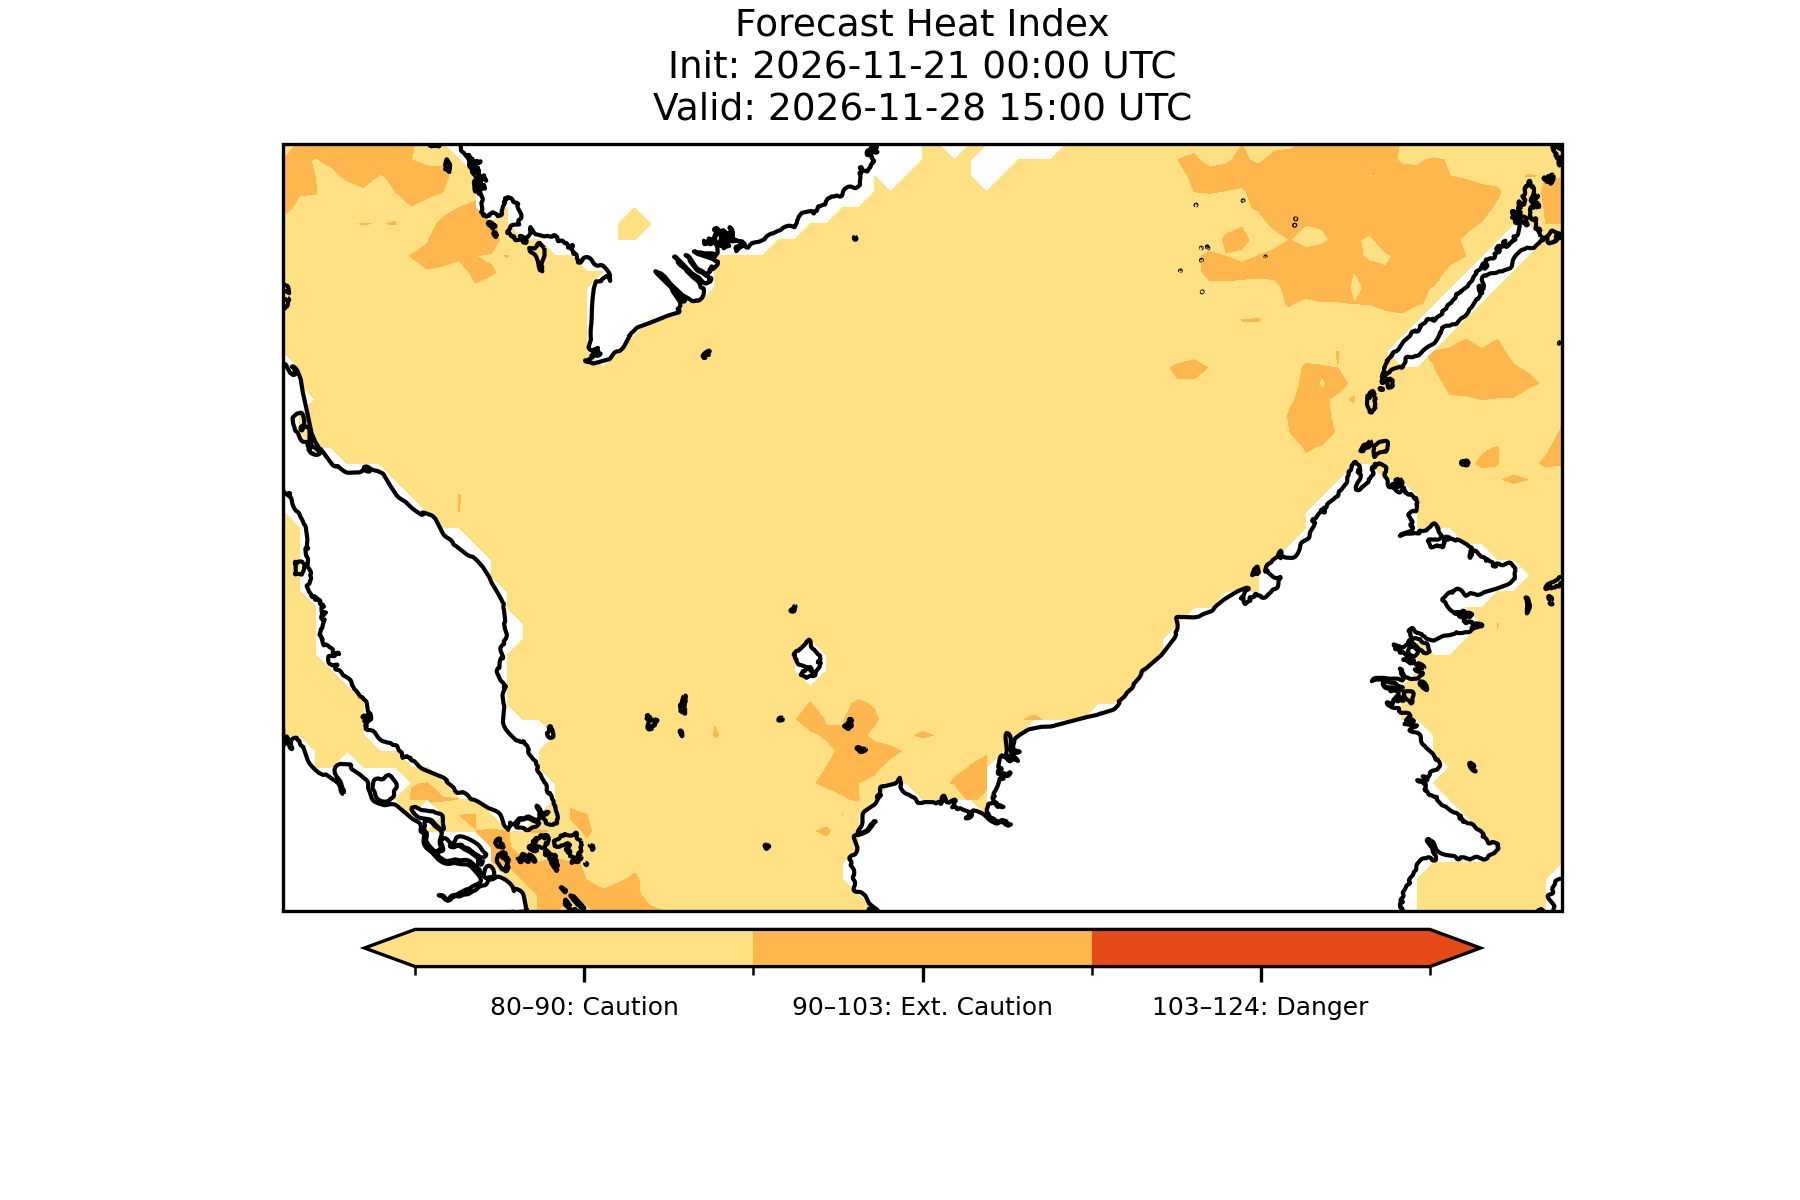 Forecast Heat Index
Init: 2026-11-21 00:00 UTC
Valid: 2026-11-28 15:00 UTC
80–90: Caution
90–103: Ext. Caution
103–124: Danger